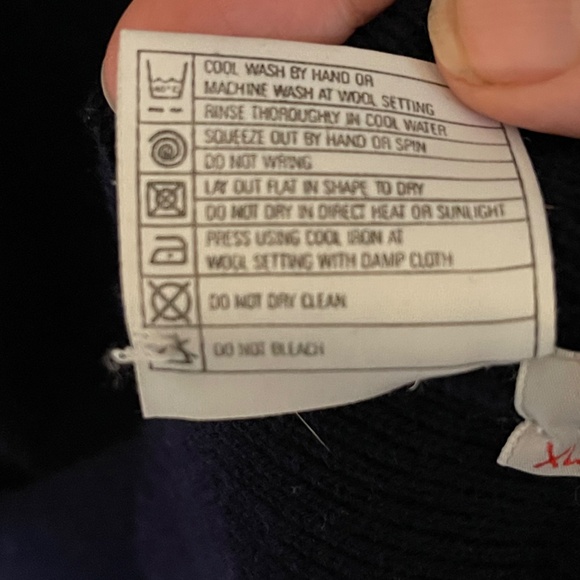 40°C
COOL WASH BY HAND OR
MACHINE WASH AT WOOL SETTING
RINSE THOROUGHLY IN COOL WATER
SQUEEZE OUT BY HAND OR SPIN
DO NOT WRING
LAY OUT FLAT IN SHAPE TO DRY
DO NOT DRY IN DIRECT HEAT OR SUNLIGHT
PRESS USING COOL IRON AT
WOOL SETTING WITH DAMP CLOTH
DO NOT DRY CLEAN
DO NOT BLEACH
XL